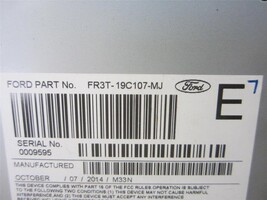 FORD PART No. FR3T-19C107-MJ Ford
E
SERIAL No.
0009595
MANUFACTURED
OCTOBER / 07 / 2014 / M33N
THIS DEVICE COMPLIES WITH PART 15 OF THE FCC RULES
OPERATION IS SUBJECT TO THE FOLLOWING TWO
CONDITIONS: (1) THIS DEVICE MAY NOT CAUSE HARMFUL
INTERFERENCE, AND (2) THIS DEVICE MUST ACCEPT ANY
INTERFERENCE RECEIVED, INCLUDING